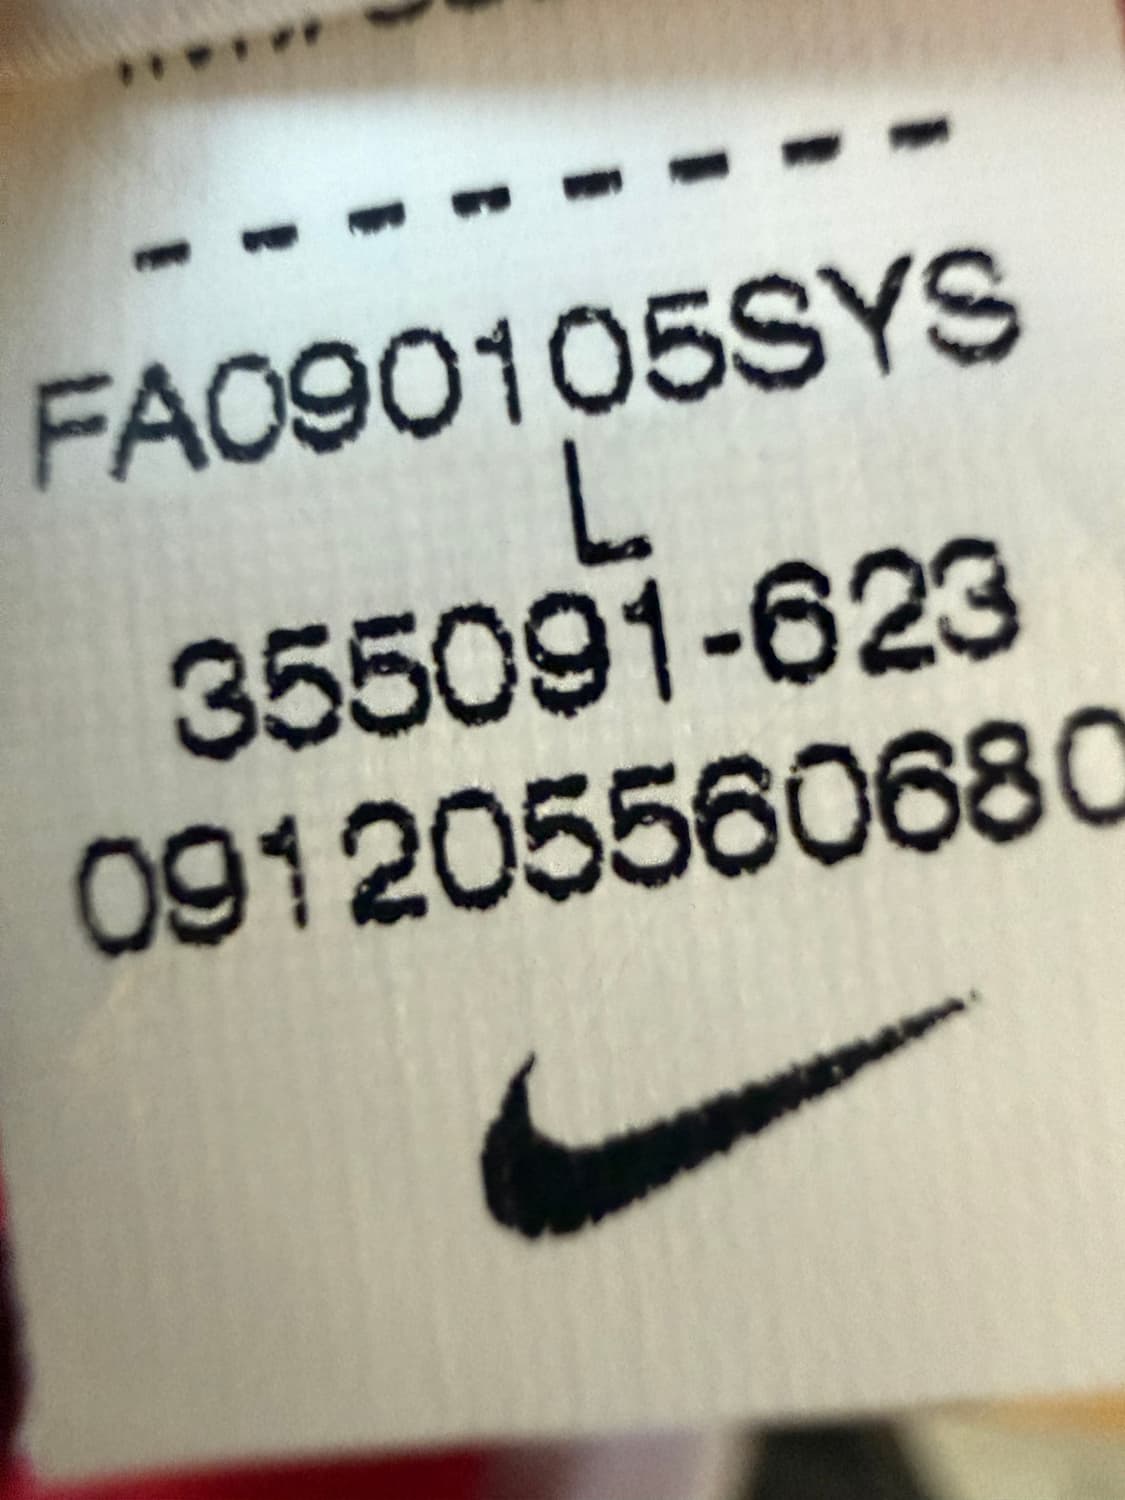 - - - - - - - -
FA090105SYS
L
355091-623
091205560680